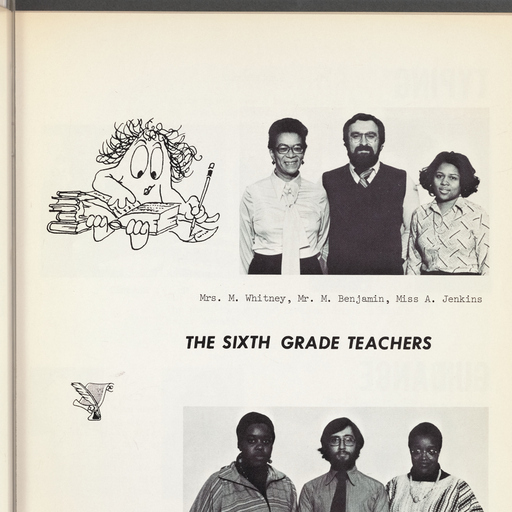 Mrs. M. Whitney, Mr. M. Benjamin, Miss A. Jenkins
THE SIXTH GRADE TEACHERS